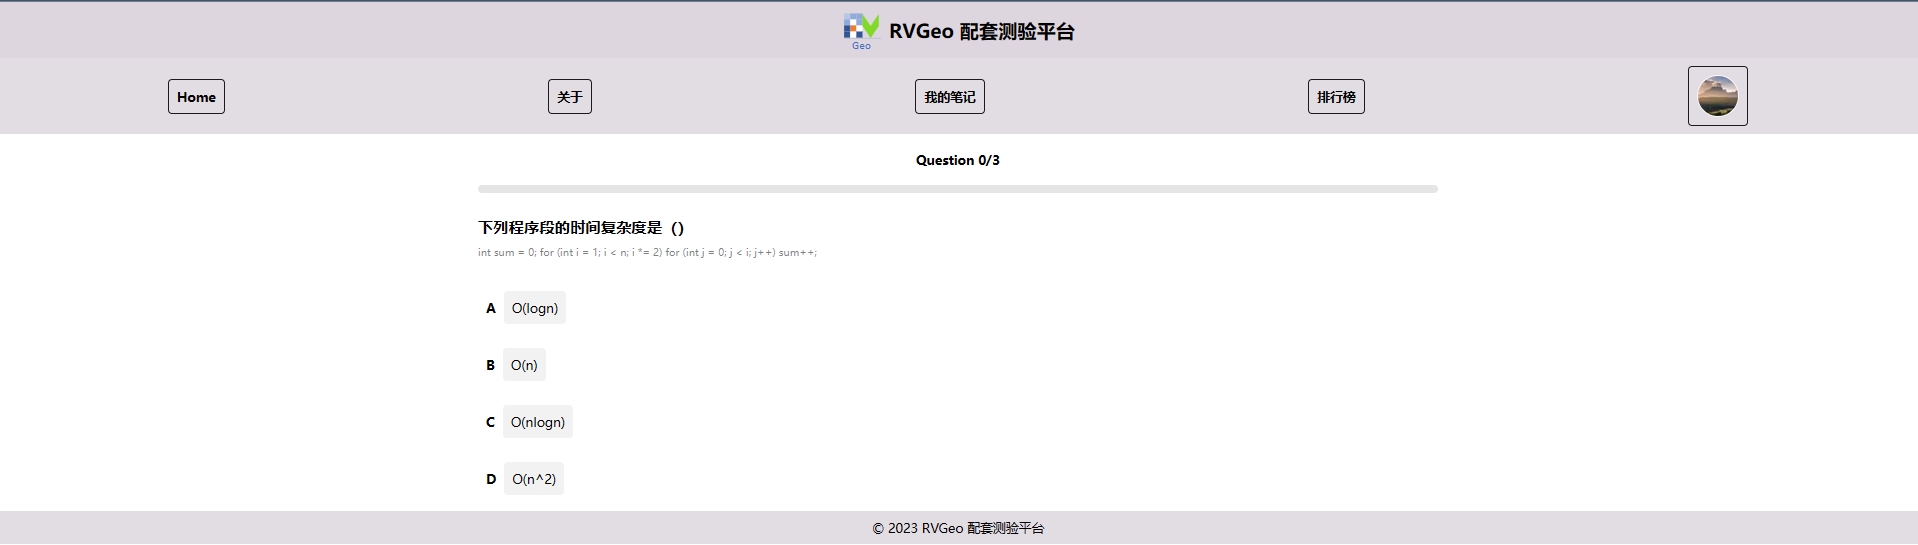 Geo
RVGeo 配套测验平台
Home
关于
我的笔记
排行榜
Question 0/3
下列程序段的时间复杂度是（）
int sum = 0; for (int i = 1; i < n; i *= 2) for (int j = 0; j < i; j++) sum++;
A O(logn)
B O(n)
C O(nlogn)
D O(n^2)
© 2023 RVGeo 配套测验平台